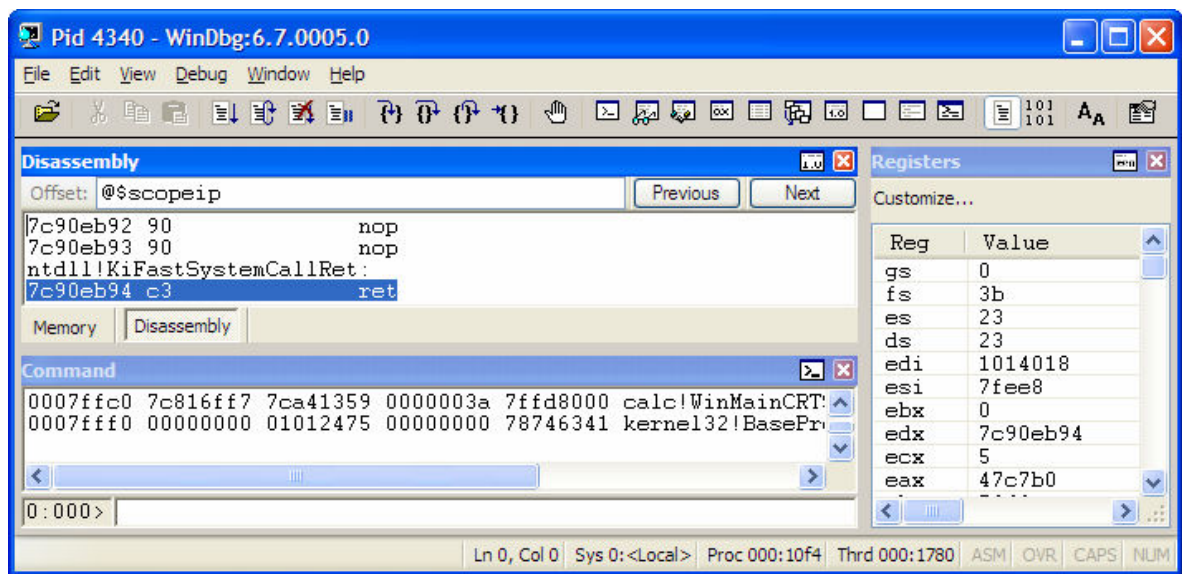 Pid 4340 - WinDbg:6.7.0005.0
File Edit View Debug Window Help
Disassembly
Offset: @$scopeip Previous Next
7c90eb92 90 nop
7c90eb93 90 nop
ntdll!KiFastSystemCallRet:
7c90eb94 c3 ret
Memory Disassembly
Command
0007ffc0 7c816ff7 7ca41359 0000003a 7ffd8000 calc!WinMainCRT
0007fff0 00000000 01012475 00000000 78746341 kernel32!BasePr
0:000>
Registers
Customize...
Reg Value
gs 0
fs 3b
es 23
ds 23
edi 1014018
esi 7fee8
ebx 0
edx 7c90eb94
ecx 5
eax 47c7b0
Ln 0, Col 0 Sys 0:<Local> Proc 000:10f4 Thrd 000:1780 ASM OVR CAPS NUM